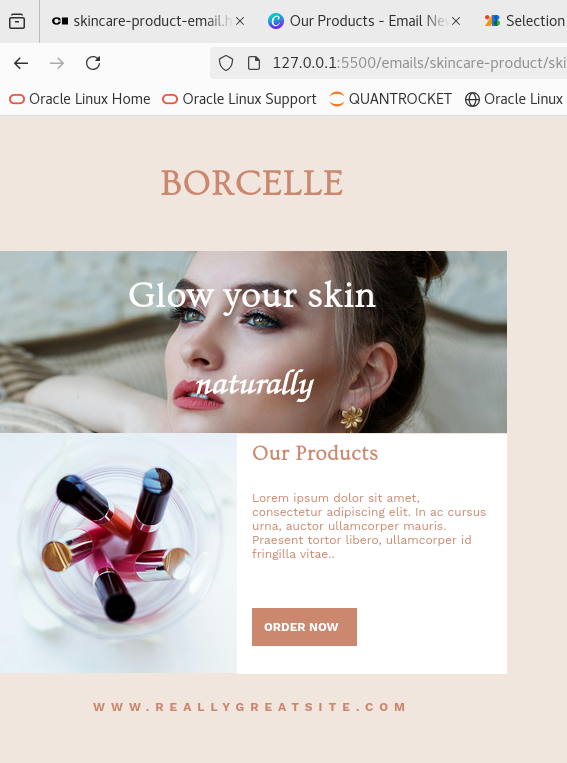 skincare-product-email.h
Our Products - Email Ne
Selection
127.0.0.1:5500/emails/skincare-product/ski
Oracle Linux Home
Oracle Linux Support
QUANTROCKET
Oracle Linux
BORCELLE
Glow your skin
naturally
Our Products
Lorem ipsum dolor sit amet,
consectetur adipiscing elit. In ac cursus
urna, auctor ullamcorper mauris.
Praesent tortor libero, ullamcorper id
fringilla vitae..
ORDER NOW
WWW.REALLYGREATSITE.COM